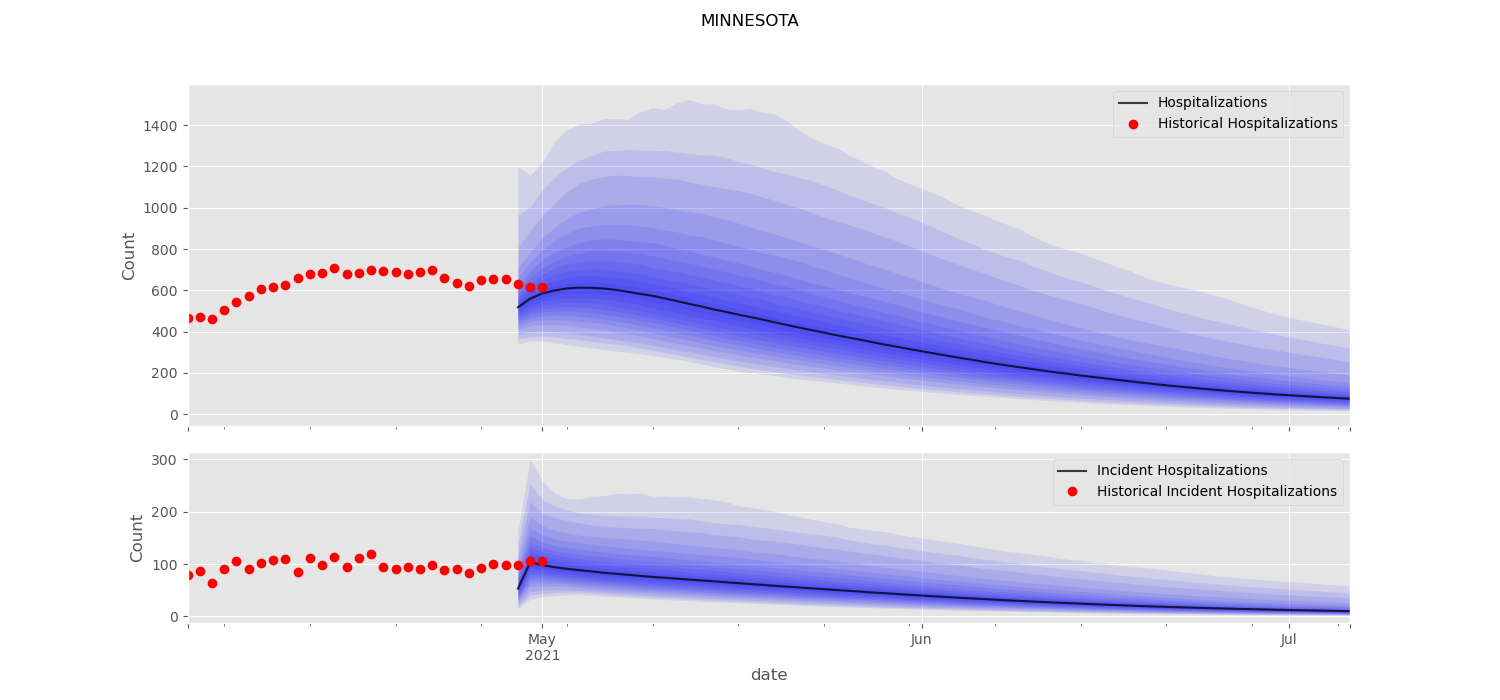 MINNESOTA
Hospitalizations
Historical Hospitalizations
1400
1200
1000
800
600
400
200
0
Count
Incident Hospitalizations
Historical Incident Hospitalizations
300
200
100
0
Count
May
2021
Jun
Jul
date